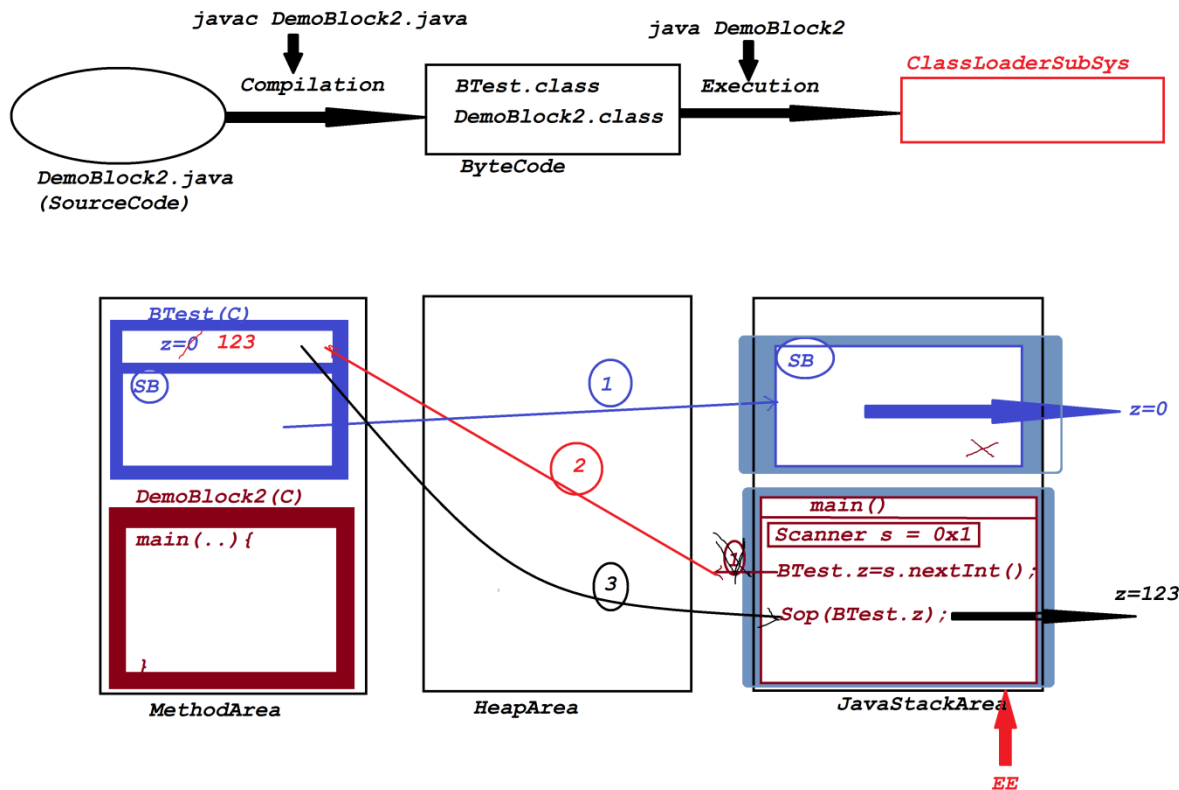 javac DemoBlock2.java
java DemoBlock2
ClassLoaderSubSys
Compilation
BTest.class
DemoBlock2.class
Execution
ByteCode
DemoBlock2.java
(SourceCode)
BTest(C)
z=0 123
SB
1
SB
z=0
2
DemoBlock2(C)
main(..){
}
main()
Scanner s = 0x1
1
BTest.z=s.nextInt();
3
Sop(BTest.z);
z=123
MethodArea
HeapArea
JavaStackArea
EE